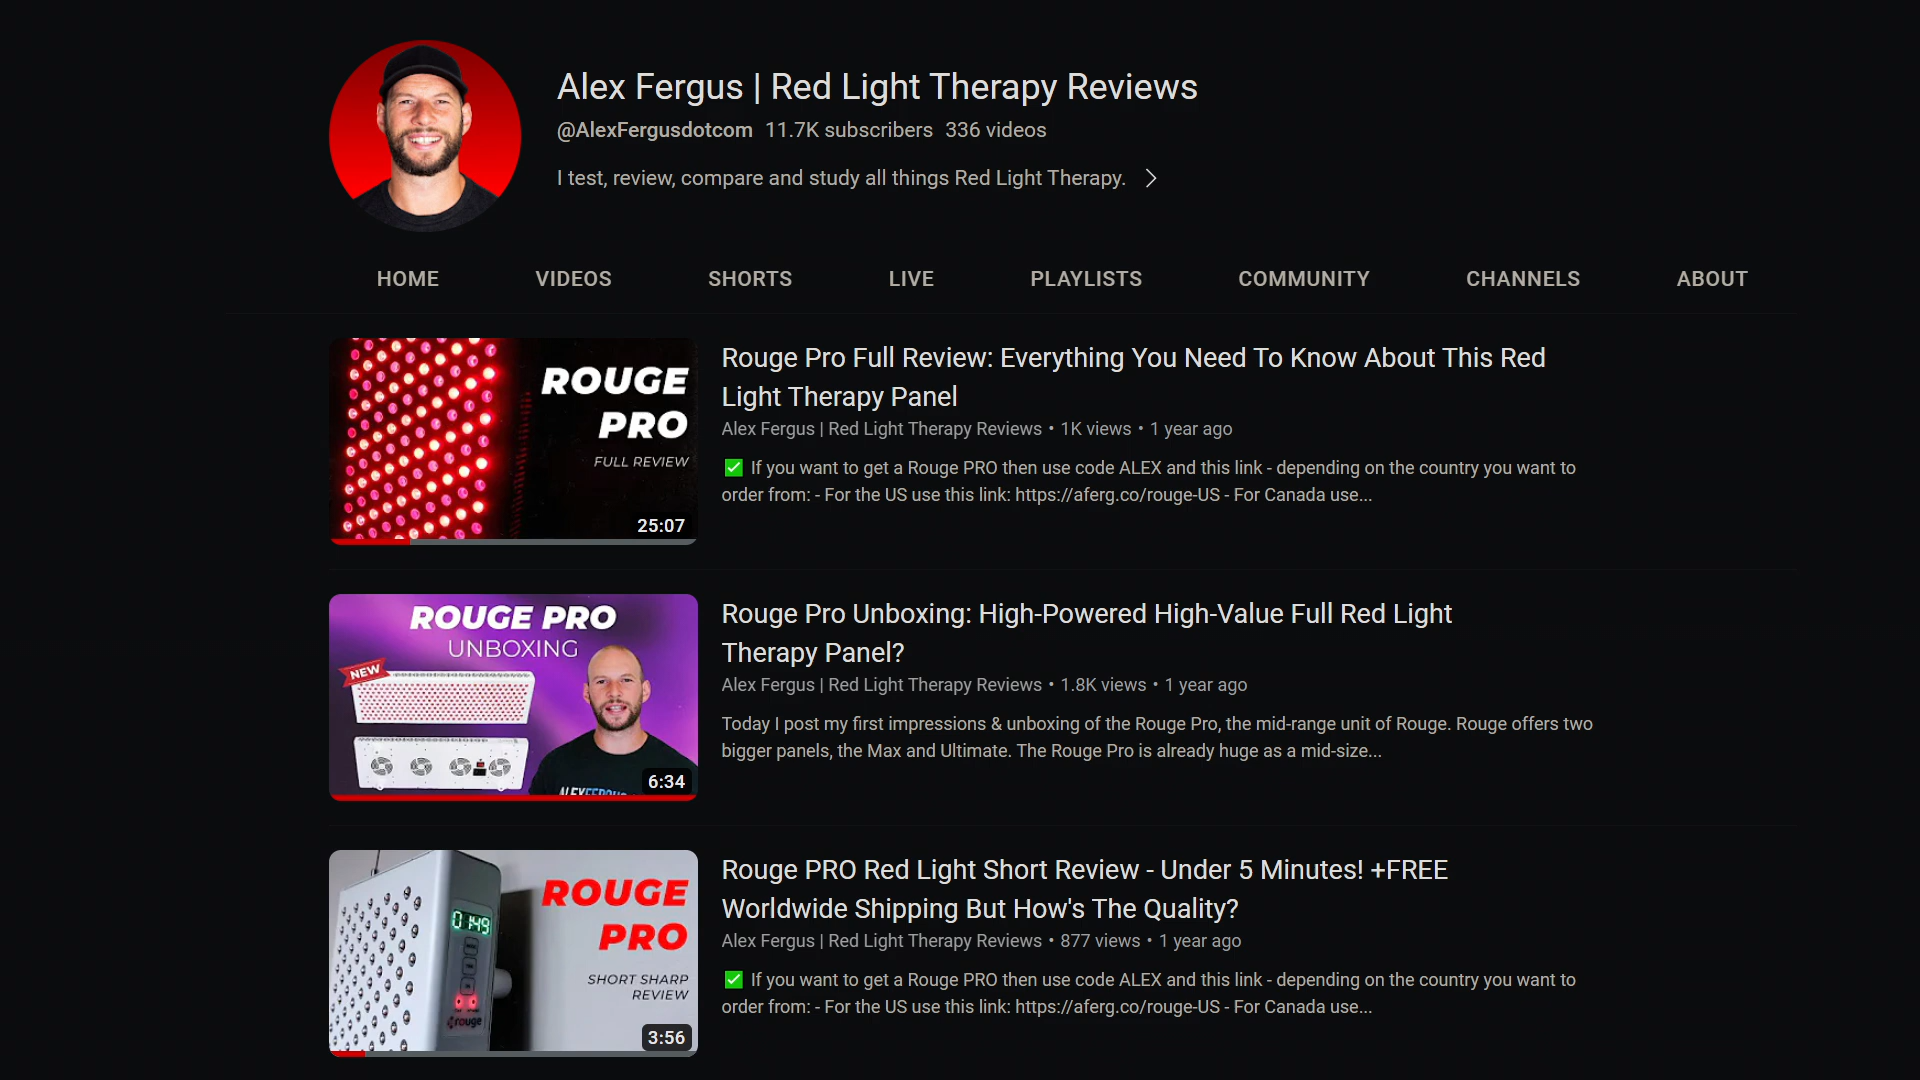 Alex Fergus | Red Light Therapy Reviews
@AlexFergusdotcom 11.7K subscribers 336 videos
I test, review, compare and study all things Red Light Therapy.
HOME VIDEOS SHORTS LIVE PLAYLISTS COMMUNITY CHANNELS ABOUT
ROUGE
PRO
FULL REVIEW
25:07
Rouge Pro Full Review: Everything You Need To Know About This Red
Light Therapy Panel
Alex Fergus | Red Light Therapy Reviews • 1K views • 1 year ago
✅ If you want to get a Rouge PRO then use code ALEX and this link - depending on the country you want to
order from: - For the US use this link: https://aferg.co/rouge-US - For Canada use...
ROUGE PRO
UNBOXING
NEW
ALEXFERGUS
6:34
Rouge Pro Unboxing: High-Powered High-Value Full Red Light
Therapy Panel?
Alex Fergus | Red Light Therapy Reviews • 1.8K views • 1 year ago
Today I post my first impressions & unboxing of the Rouge Pro, the mid-range unit of Rouge. Rouge offers two
bigger panels, the Max and Ultimate. The Rouge Pro is already huge as a mid-size...
ROUGE
PRO
SHORT SHARP
REVIEW
0:49
rouge
3:56
Rouge PRO Red Light Short Review - Under 5 Minutes! +FREE
Worldwide Shipping But How's The Quality?
Alex Fergus | Red Light Therapy Reviews • 877 views • 1 year ago
✅ If you want to get a Rouge PRO then use code ALEX and this link - depending on the country you want to
order from: - For the US use this link: https://aferg.co/rouge-US - For Canada use...